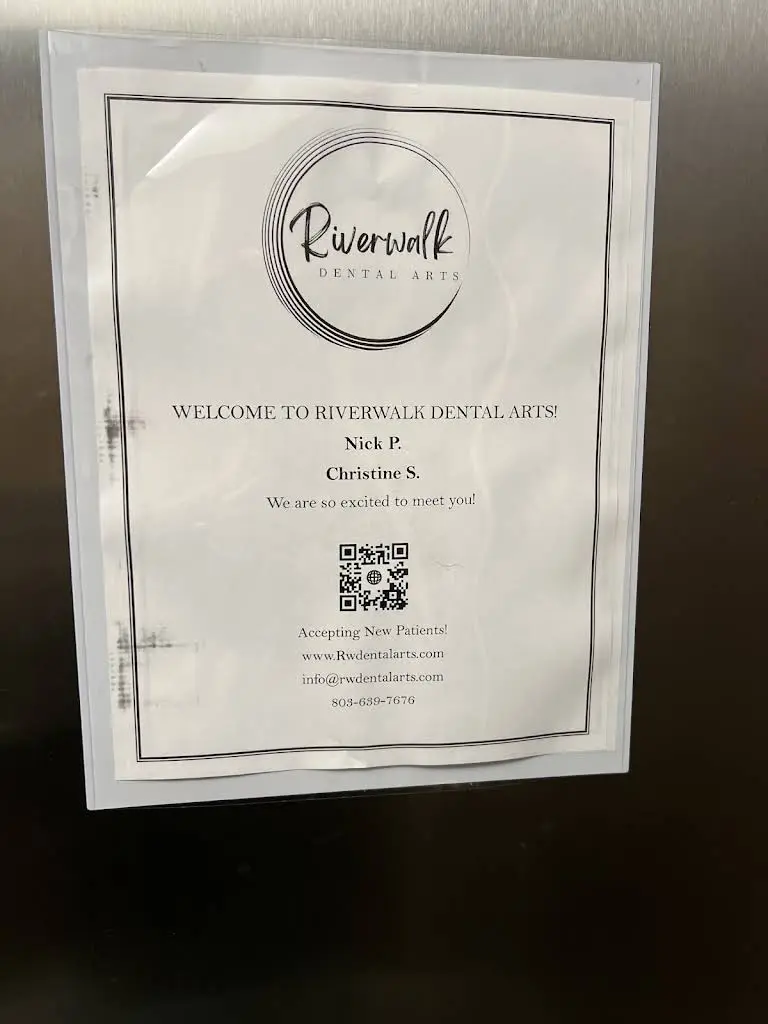 Riverwalk
DENTAL ARTS
WELCOME TO RIVERWALK DENTAL ARTS!
Nick P.
Christine S.
We are so excited to meet you!
Accepting New Patients!
www.Rwdentalarts.com
info@rwdentalarts.com
803-639-7676